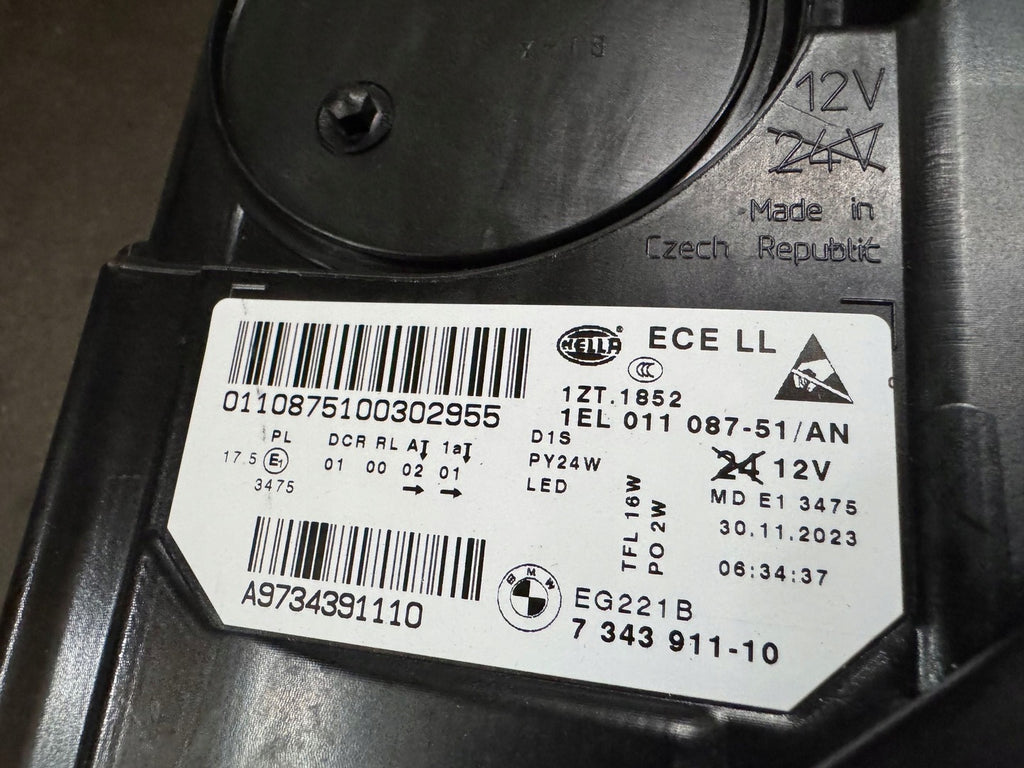 12V
24V
Made in
Czech Republic
HELLA ® ECE LL
CCC
0110875100302955
1ZT.1852
1EL 011 087-51/AN
PL DCR RL A 1a
17.5 E1 01 00 02 01
3475
D1S
PY24W
LED
24 12V
MD E1 3475
30.11.2023
06:34:37
TFL 16W
PO 2W
A9734391110
BMW
EG221B
7 343 911-10